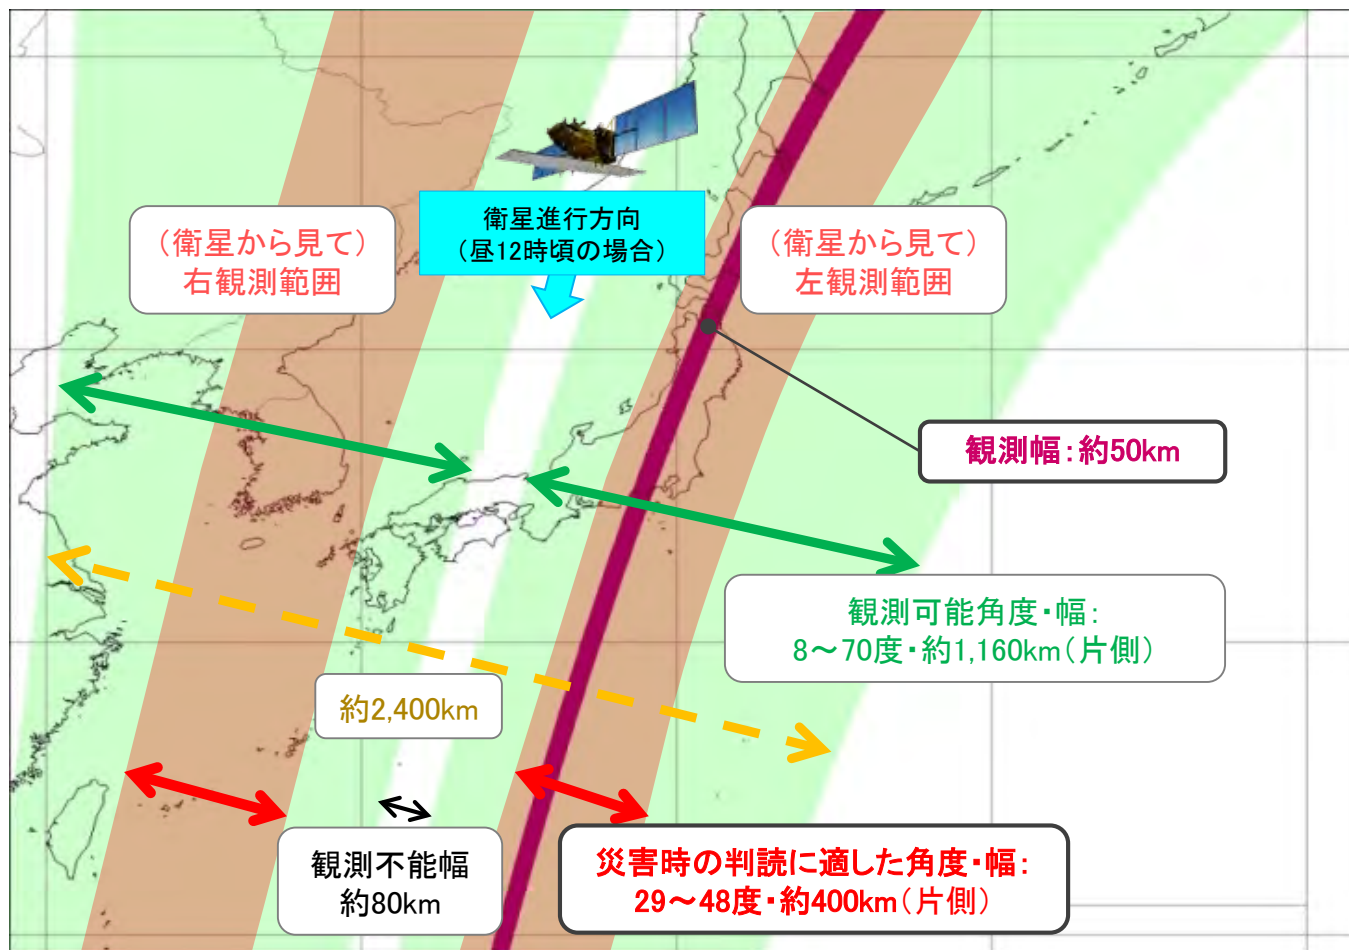 衛星進行方向
（昼12時頃の場合）
（衛星から見て）
右観測範囲
（衛星から見て）
左観測範囲
観測幅：約50km
観測可能角度・幅：
8～70度・約1,160km（片側）
約2,400km
観測不能幅
約80km
災害時の判読に適した角度・幅：
29～48度・約400km（片側）